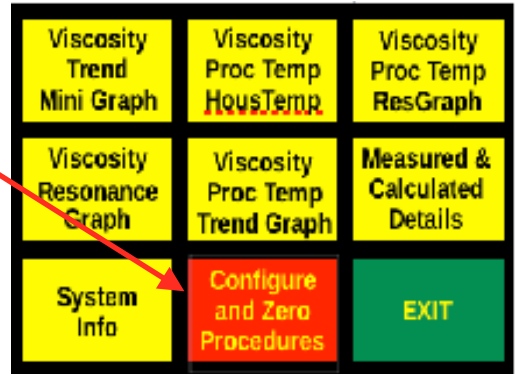 Viscosity
Trend
Mini Graph
Viscosity
Proc Temp
HousTemp
Viscosity
Proc Temp
ResGraph
Viscosity
Resonance
Graph
Viscosity
Proc Temp
Trend Graph
Measured &
Calculated
Details
System
Info
Configure
and Zero
Procedures
EXIT